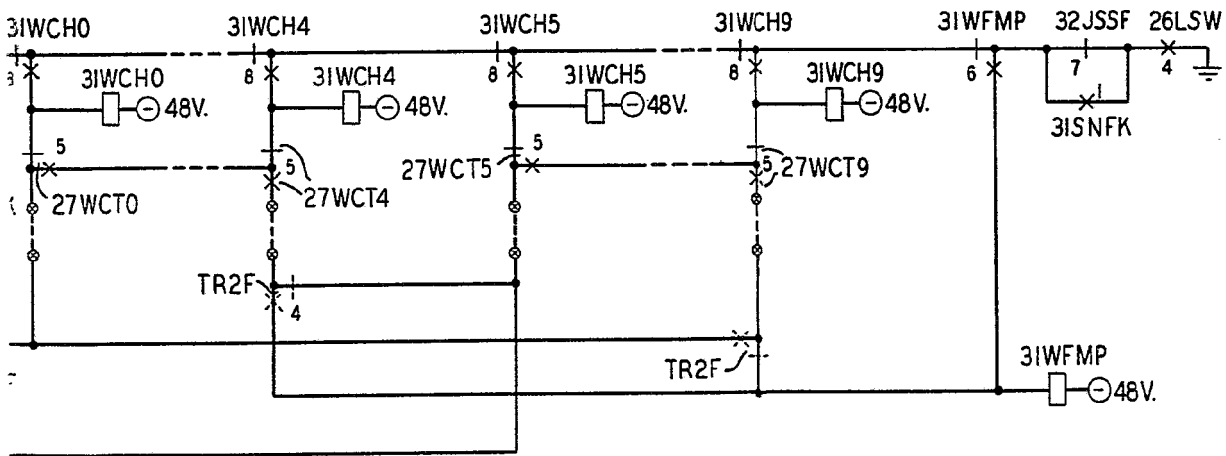 31WCH0 31WCH4 31WCH5 31WCH9 31WFMP 32JSSF 26LSW
8 8 8 8 6 7 4
31WCH0 31WCH4 31WCH5 31WCH9 1
48V. 48V. 48V. 48V. 31SNFK
5 5 5 5
27WCT0 27WCT4 27WCT5 27WCT9
TR2F 4
TR2F 31WFMP
48V.